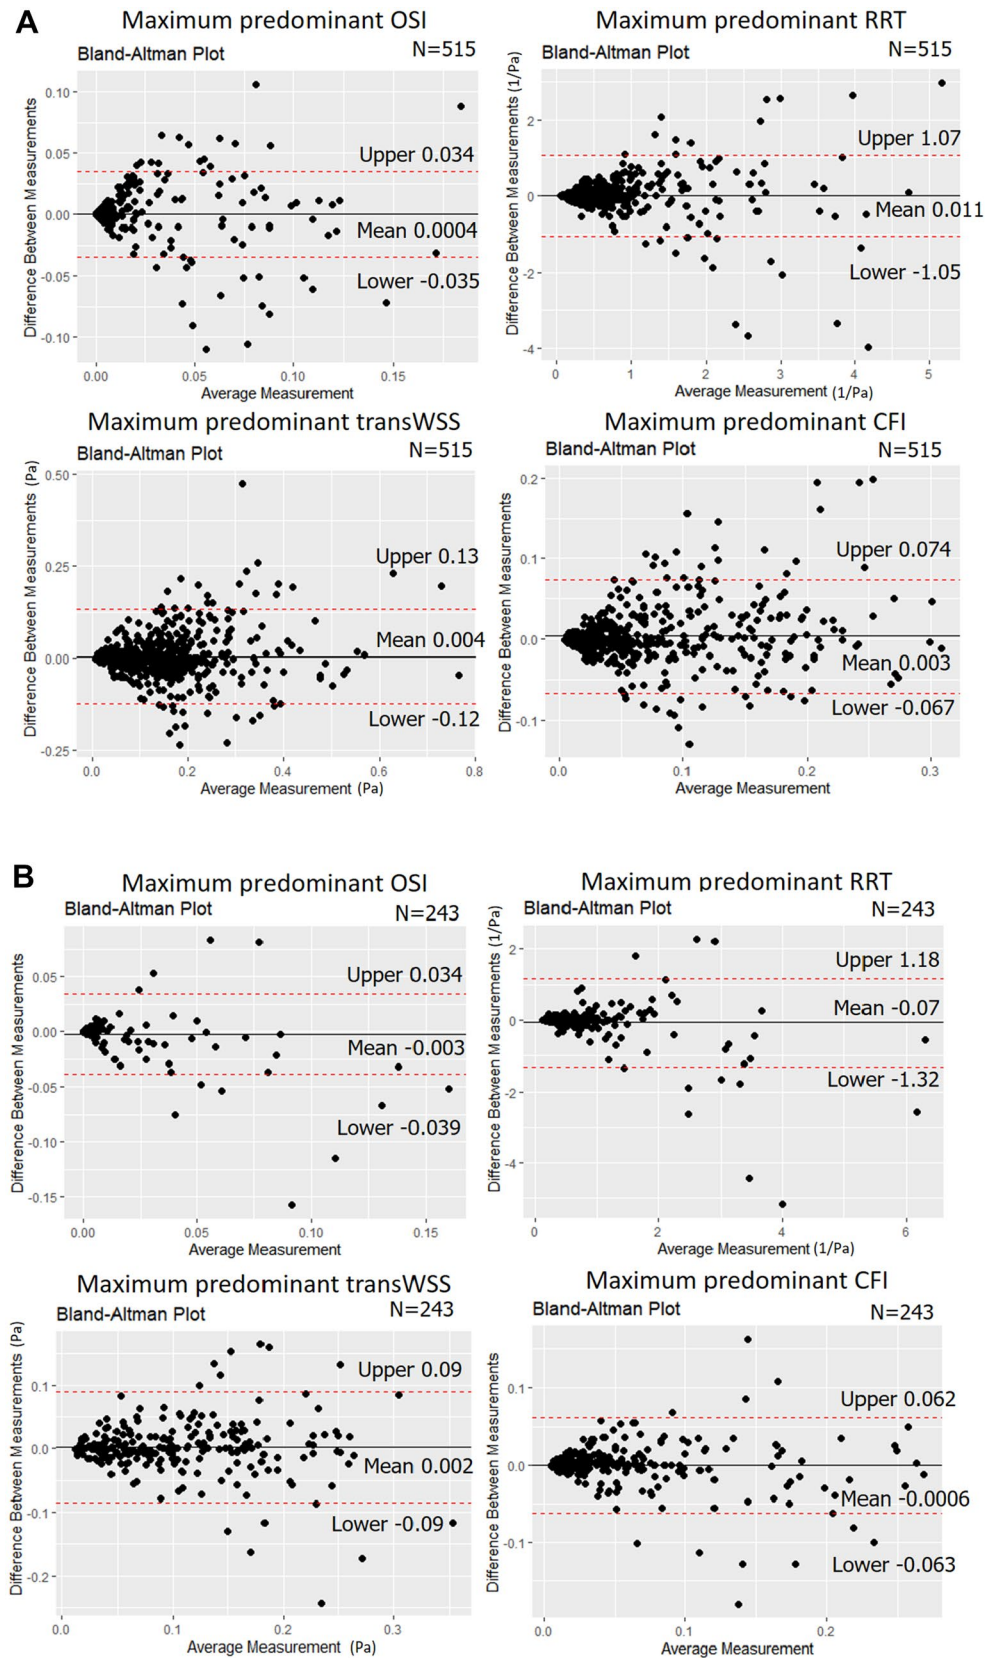 A
Maximum predominant OSI
Bland-Altman Plot
N=515
Difference Between Measurements
0.10
0.05
0.00
-0.05
-0.10
Upper 0.034
Mean 0.0004
Lower -0.035
0.00 0.05 0.10 0.15
Average Measurement
Maximum predominant RRT
Bland-Altman Plot
N=515
Difference Between Measurements (1/Pa)
2
0
-2
-4
Upper 1.07
Mean 0.011
Lower -1.05
0 1 2 3 4 5
Average Measurement (1/Pa)
Maximum predominant transWSS
Bland-Altman Plot
N=515
Difference Between Measurements (Pa)
0.50
0.25
0.00
-0.25
Upper 0.13
Mean 0.004
Lower -0.12
0.0 0.2 0.4 0.6 0.8
Average Measurement (Pa)
Maximum predominant CFI
Bland-Altman Plot
N=515
Difference Between Measurements
0.2
0.1
0.0
-0.1
Upper 0.074
Mean 0.003
Lower -0.067
0.0 0.1 0.2 0.3
Average Measurement
B
Maximum predominant OSI
Bland-Altman Plot
N=243
Difference Between Measurements
0.05
0.00
-0.05
-0.10
-0.15
Upper 0.034
Mean -0.003
Lower -0.039
0.00 0.05 0.10 0.15
Average Measurement
Maximum predominant RRT
Bland-Altman Plot
N=243
Difference Between Measurements (1/Pa)
2
0
-2
-4
Upper 1.18
Mean -0.07
Lower -1.32
0 2 4 6
Average Measurement (1/Pa)
Maximum predominant transWSS
Bland-Altman Plot
N=243
Difference Between Measurements (Pa)
0.1
0.0
-0.1
-0.2
Upper 0.09
Mean 0.002
Lower -0.09
0.0 0.1 0.2 0.3
Average Measurement (Pa)
Maximum predominant CFI
Bland-Altman Plot
N=243
Difference Between Measurements
0.1
0.0
-0.1
Upper 0.062
Mean -0.0006
Lower -0.063
0.0 0.1 0.2
Average Measurement